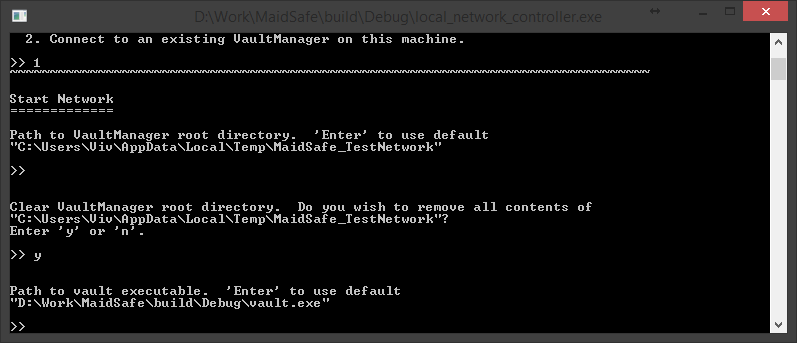 D:\Work\MaidSafe\build\Debug\local_network_controller.exe
2. Connect to an existing VaultManager on this machine.
>> 1
~~~~~~~~~~~~~~~~~~~~~~~~~~~~~~~~~~~~~~~~~~~~~~~~~~~~~~~~~~~~~~~~~~~~~~~~~~~~~~~~
Start Network
=============
Path to VaultManager root directory.  'Enter' to use default
"C:\Users\Viv\AppData\Local\Temp\MaidSafe_TestNetwork"
>>
Clear VaultManager root directory.  Do you wish to remove all contents of
"C:\Users\Viv\AppData\Local\Temp\MaidSafe_TestNetwork"?
Enter 'y' or 'n'.
>> y
Path to vault executable.  'Enter' to use default
"D:\Work\MaidSafe\build\Debug\vault.exe"
>>